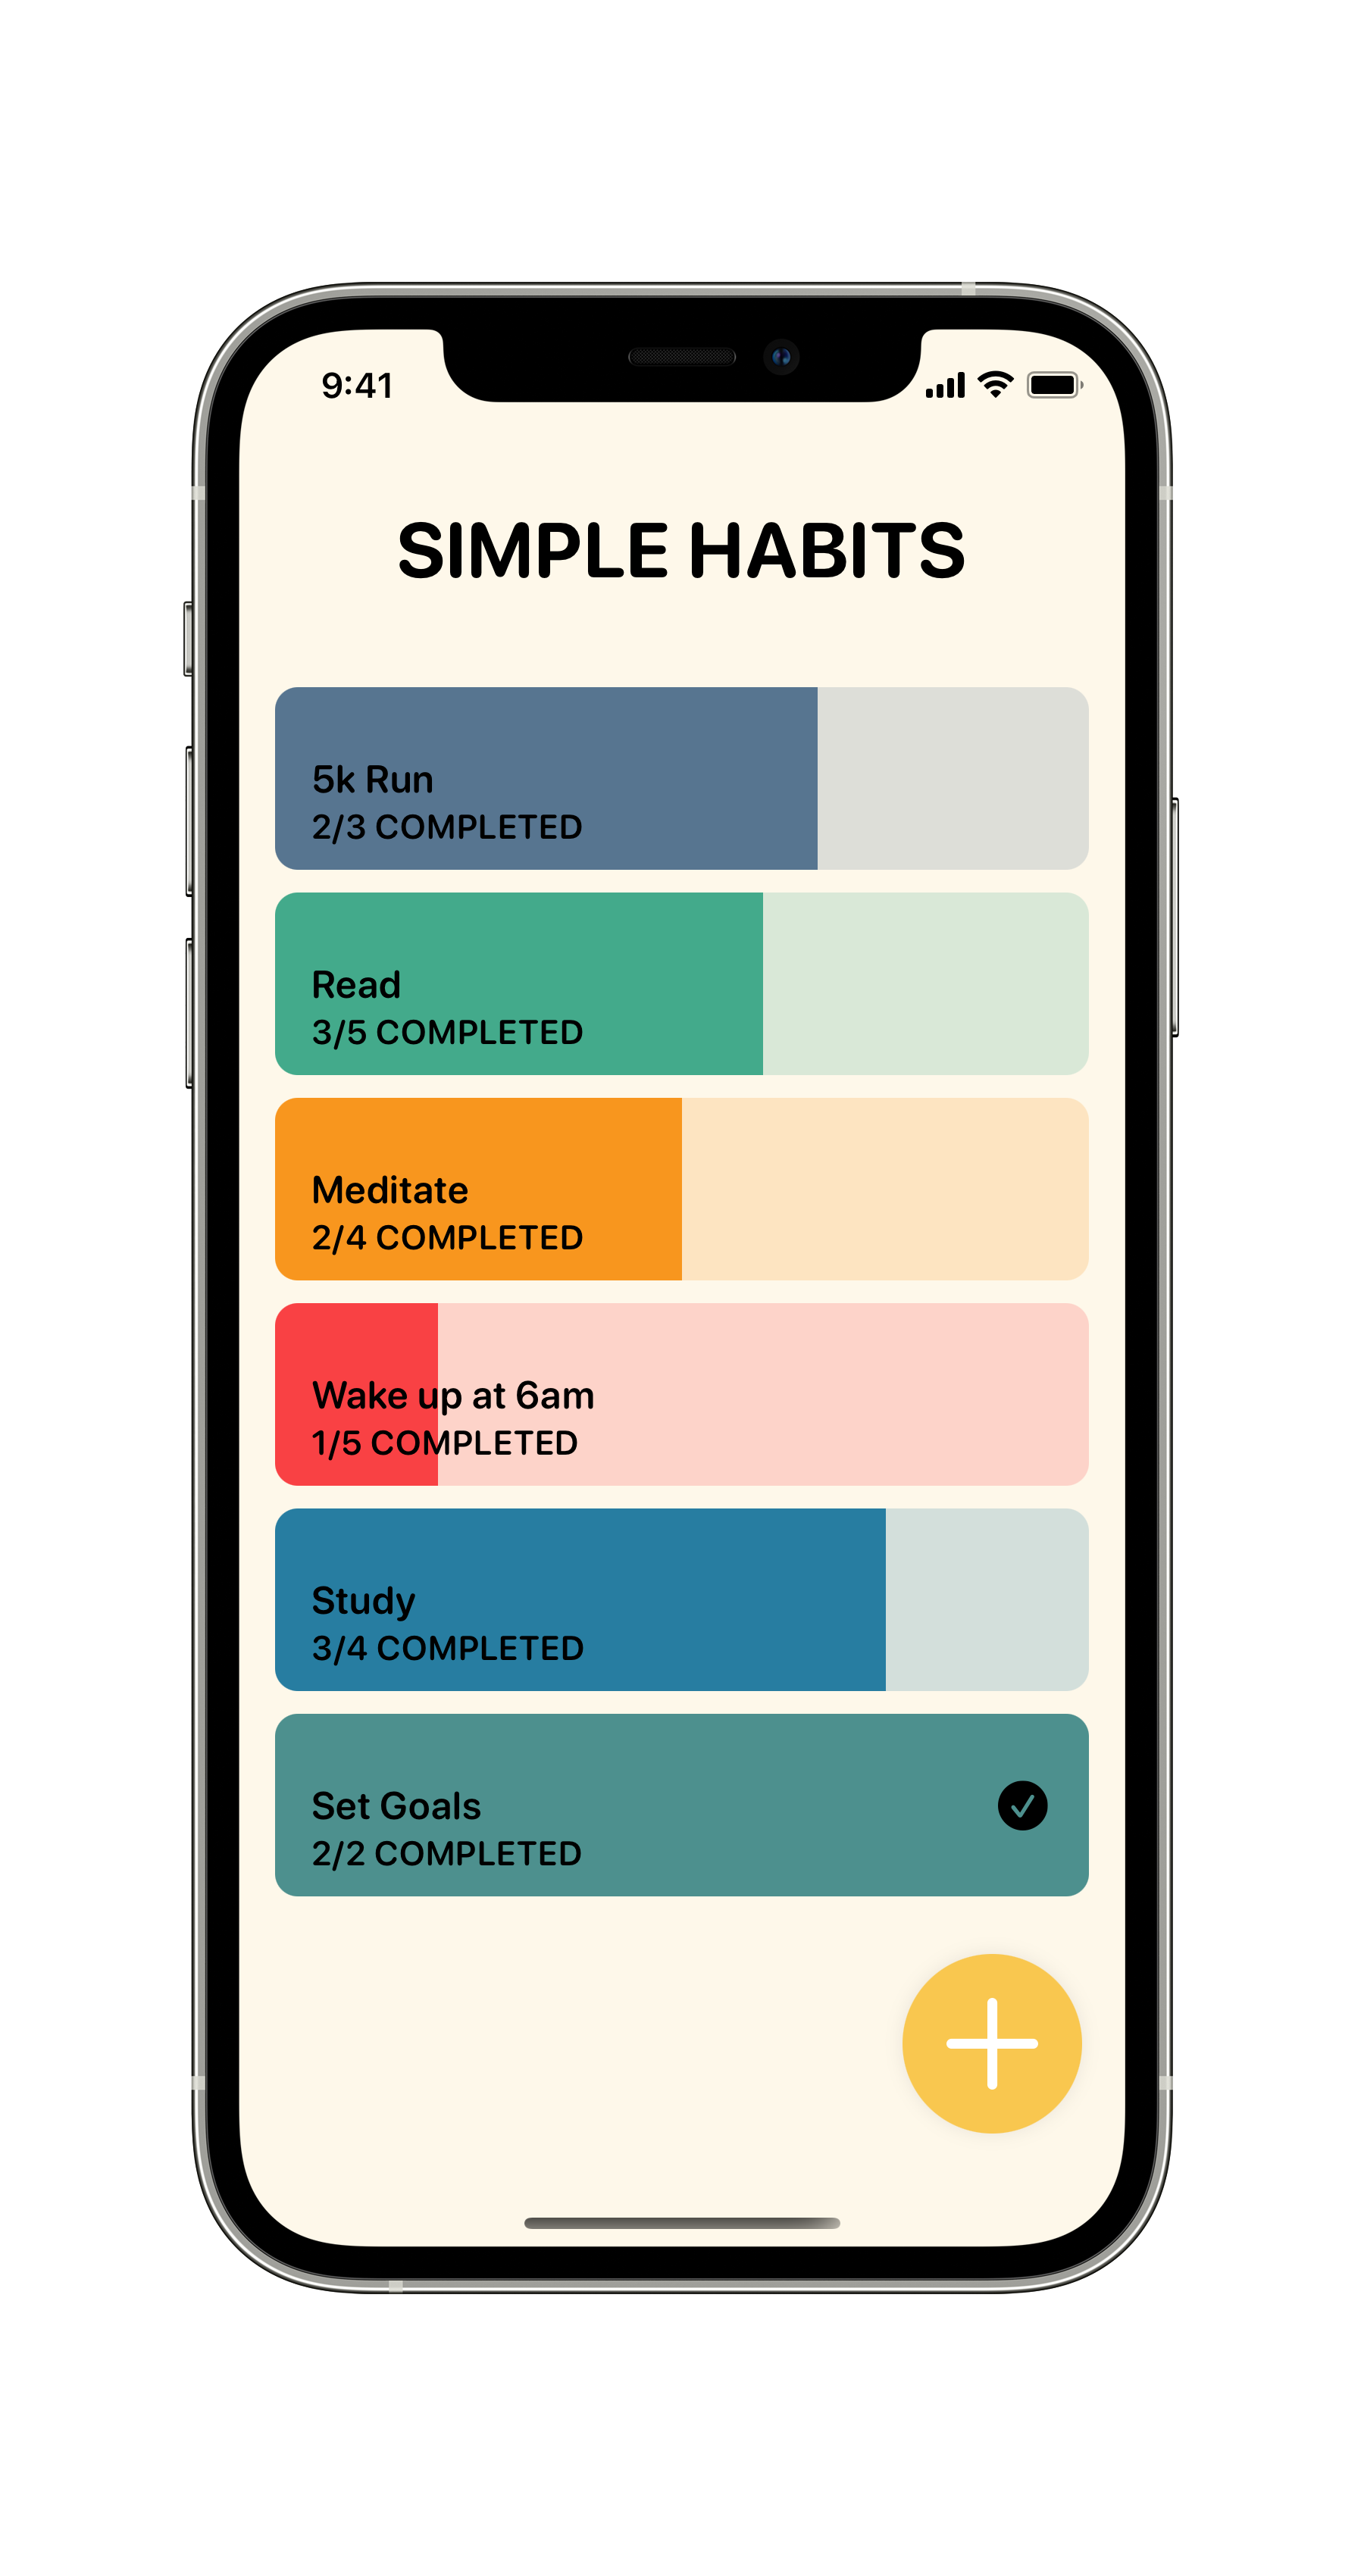 9:41
SIMPLE HABITS
5k Run
2/3 COMPLETED
Read
3/5 COMPLETED
Meditate
2/4 COMPLETED
Wake up at 6am
1/5 COMPLETED
Study
3/4 COMPLETED
Set Goals
2/2 COMPLETED